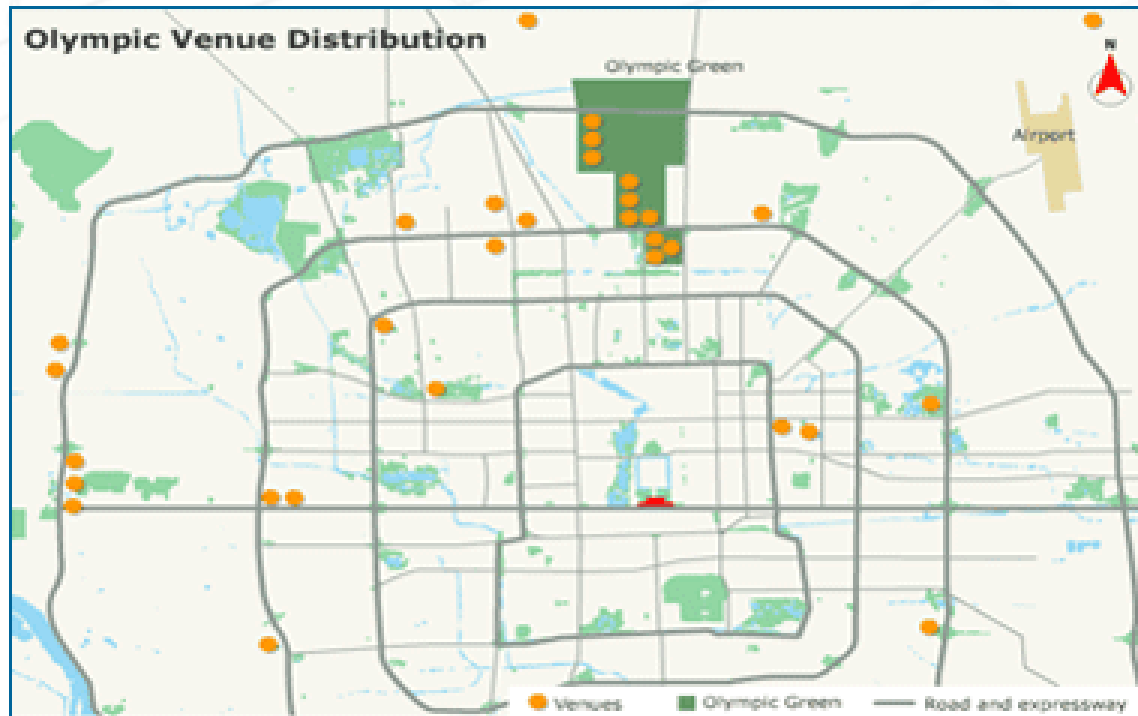 Olympic Venue Distribution
Olympic Green
N
Airport
Venues
Olympic Green
Road and expressway